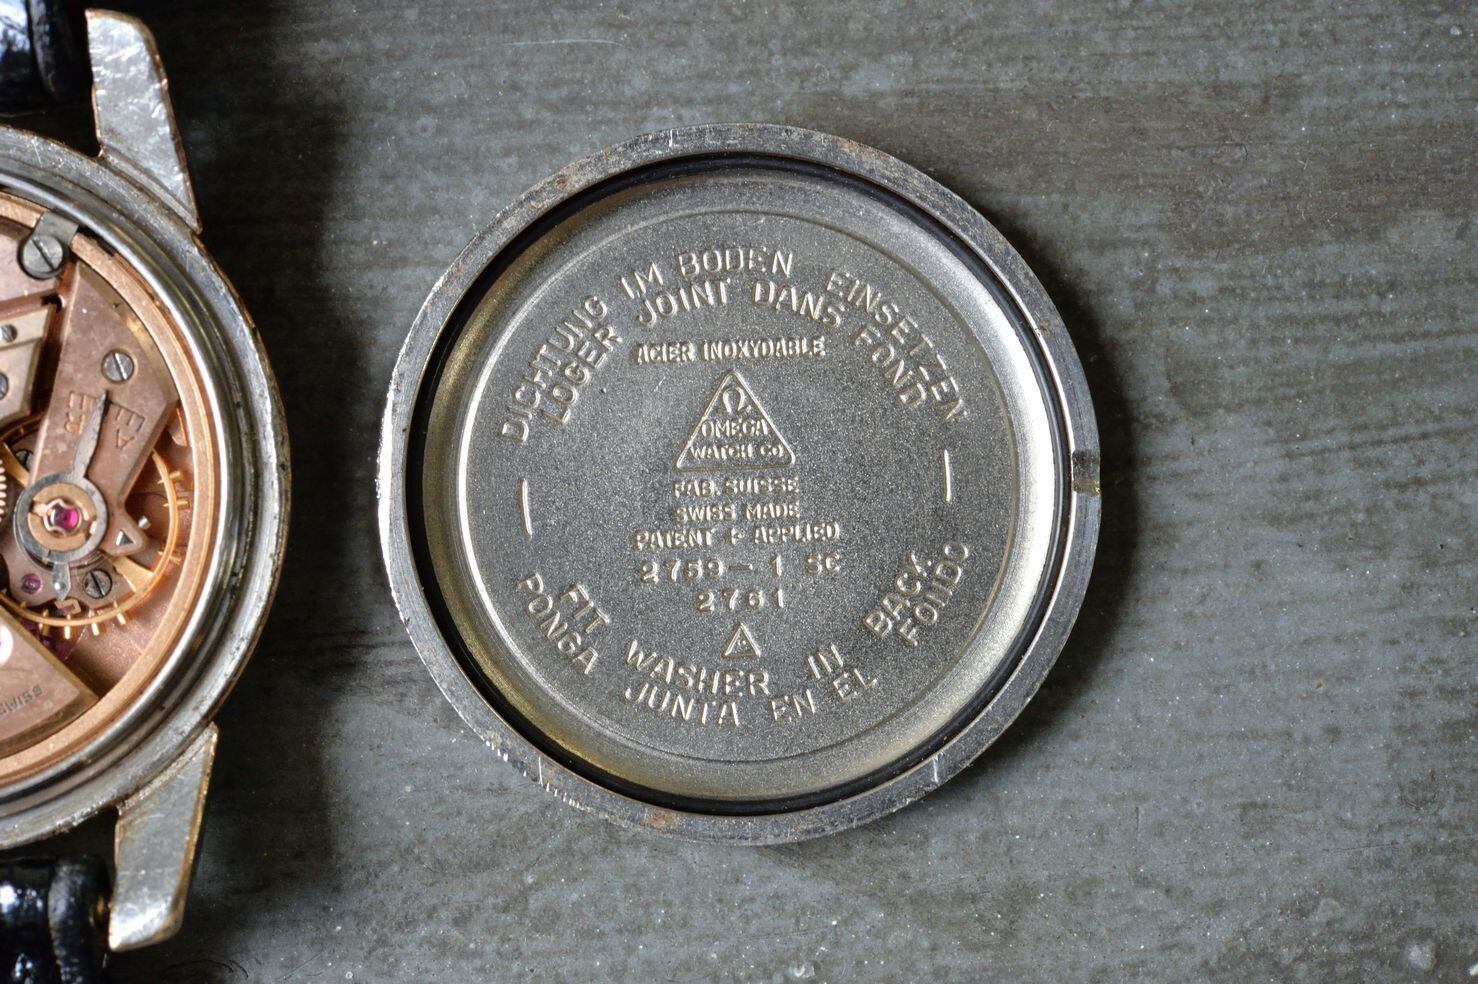 DICHTUNG IM BODEN EINSETZEN
LOGER JOINT DANS FOND
ACIER INOXYDABLE
Ω
OMEGA
WATCH CO
FAB. SUISSE
SWISS MADE
PATENT APPLIED
2759-1 SC
2761
FIT WASHER IN BACK
PONGA JUNTA EN EL FONDO
SWISS